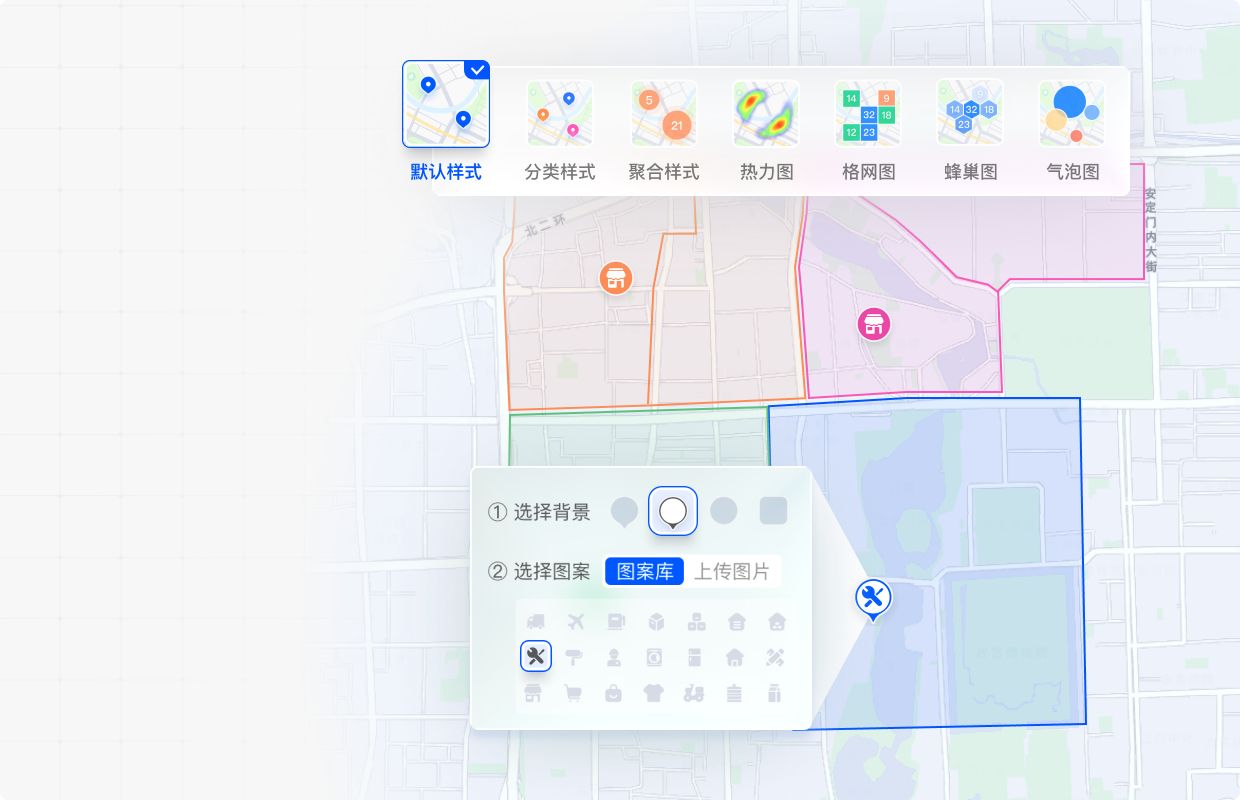 5
21
14
9
32
18
12
23
9
14
32
18
23
默认样式
分类样式
聚合样式
热力图
格网图
蜂巢图
气泡图
北二环
安定门内大街
① 选择背景
② 选择图案
图案库
上传图片